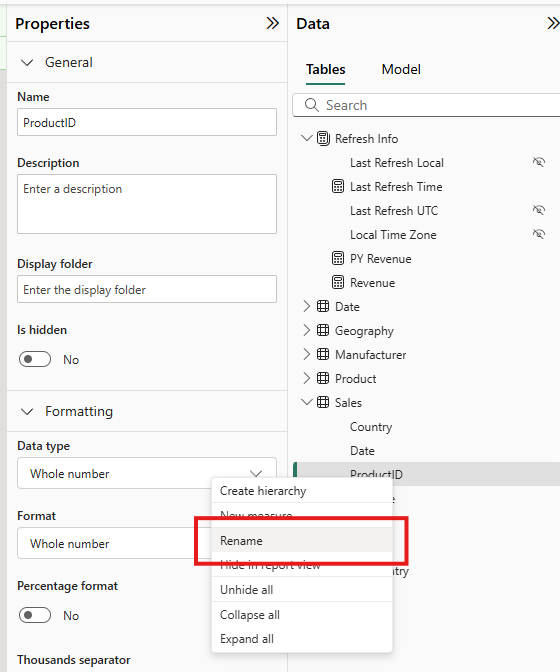 Properties
General
Name
ProductID
Description
Enter a description
Display folder
Enter the display folder
Is hidden
No
Formatting
Data type
Whole number
Format
Whole number
Percentage format
No
Thousands separator
Data
Tables Model
Search
Refresh Info
Last Refresh Local
Last Refresh Time
Last Refresh UTC
Local Time Zone
PY Revenue
Revenue
Date
Geography
Manufacturer
Product
Sales
Country
Date
ProductID
Create hierarchy
New measure
Rename
Hide in report view
Unhide all
Collapse all
Expand all